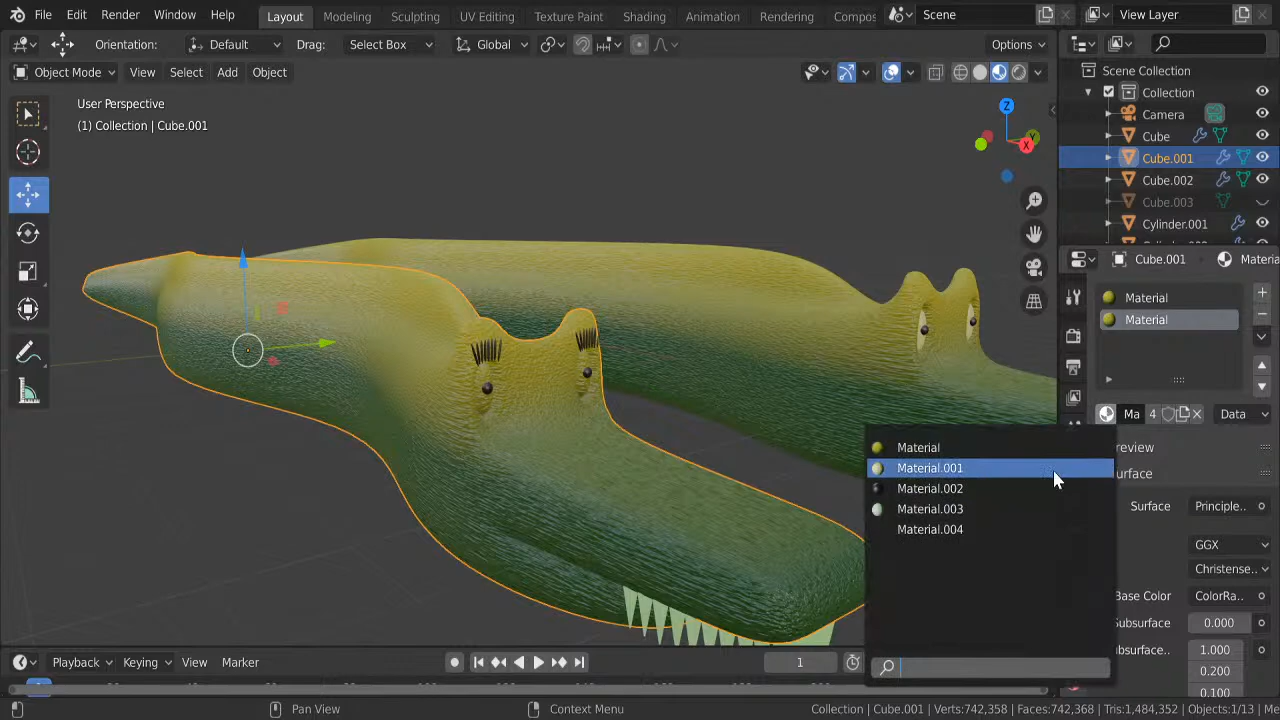 File Edit Render Window Help Layout Modeling Sculpting UV Editing Texture Paint Shading Animation Rendering Compos Scene View Layer
Orientation: Default Drag: Select Box Global Options
Object Mode View Select Add Object
User Perspective
(1) Collection | Cube.001
Z
Y
X
Scene Collection
Collection
Camera
Cube
Cube.001
Cube.002
Cube.003
Cylinder.001
Cube.001 Materia
Material
Material
Ma 4 Data
review
urface
Surface Principle..
GGX
Christense..
Base Color ColorRa..
Subsurface 0.000
ubsurface.. 1.000
0.200
0.100
Material
Material.001
Material.002
Material.003
Material.004
Playback Keying View Marker 1
Pan View Context Menu Collection | Cube.001 | Verts:742,358 | Faces:742,368 | Tris:1,484,352 | Objects:1/13 | Mem